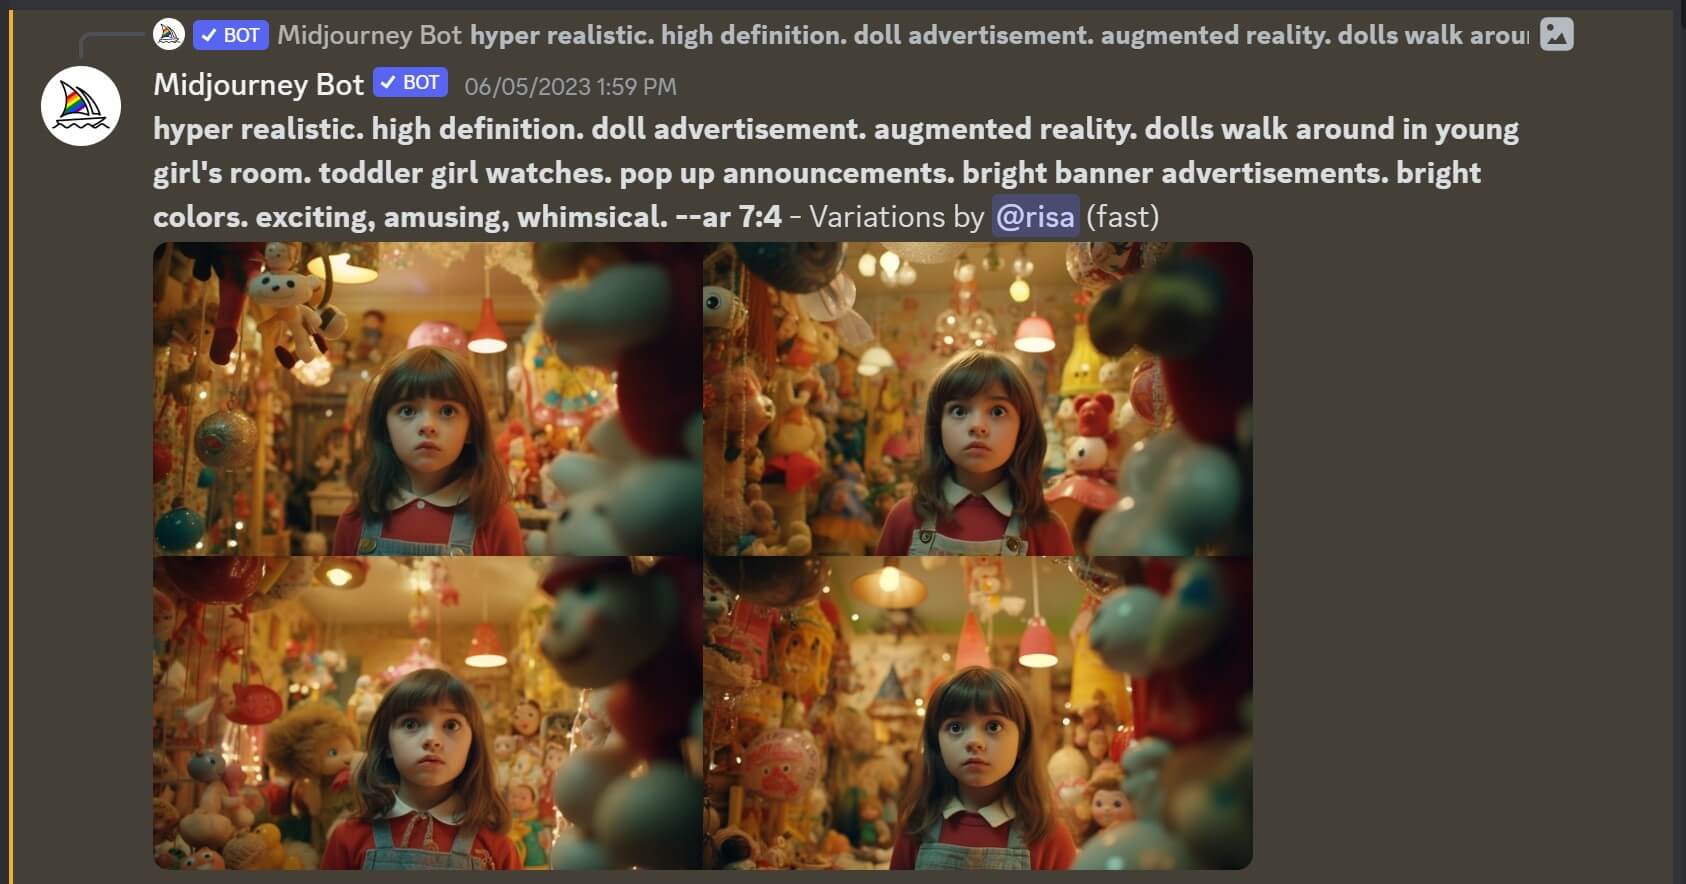 BOT Midjourney Bot hyper realistic. high definition. doll advertisement. augmented reality. dolls walk arou
Midjourney Bot BOT 06/05/2023 1:59 PM
hyper realistic. high definition. doll advertisement. augmented reality. dolls walk around in young
girl's room. toddler girl watches. pop up announcements. bright banner advertisements. bright
colors. exciting, amusing, whimsical. --ar 7:4 - Variations by @risa (fast)